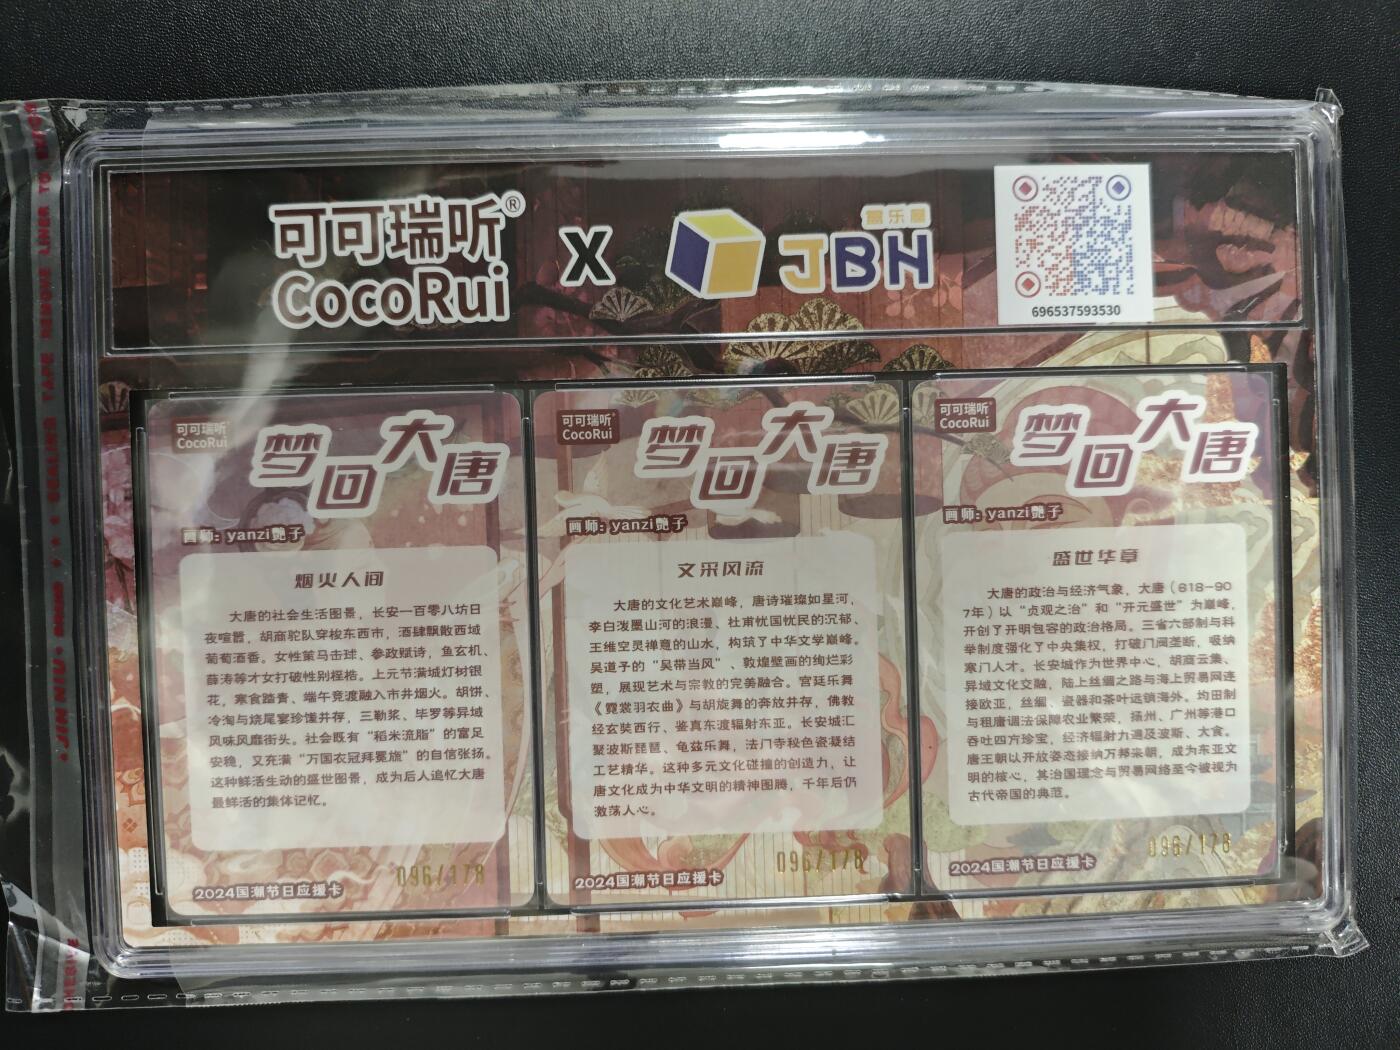 可可瑞听®
CocoRui
X
盒乐屋
JBH
696537593530
可可瑞听
CocoRui
梦回大唐
画师：yanzi艷子
烟火人间
大唐的社会生活图景，长安一百零八坊日
夜喧嚣，胡商驼队穿梭东西市，酒肆飘散西域
葡萄酒香。女性策马击球、参政赋诗，鱼玄机、
薛涛等才女打破性别桎梏。上元节满城灯树银
花，寒食踏青、端午竞渡融入市井烟火。胡饼、
冷淘与烧尾宴珍馐并存，三勒浆、毕罗等异域
风味风靡街头。社会既有“稻米流脂”的富足
安稳，又充满“万国衣冠拜冕旒”的自信张扬。
这种鲜活生动的盛世图景，成为后人追忆大唐
最鲜活的集体记忆。
096/178
2024国潮节日应援卡
可可瑞听
CocoRui
梦回大唐
画师：yanzi艷子
文采风流
大唐的文化艺术巅峰，唐诗璀璨如星河，
李白泼墨山河的浪漫、杜甫忧国忧民的沉郁、
王维空灵禅意的山水，构筑了中华文学巅峰。
吴道子的“吴带当风”、敦煌壁画的绚烂彩
塑，展现艺术与宗教的完美融合。宫廷乐舞
《霓裳羽衣曲》与胡旋舞的奔放并存，佛教
经玄奘西行、鉴真东渡辐射东亚。长安城汇
聚波斯琵琶、龟兹乐舞，法门寺秘色瓷凝结
工艺精华。这种多元文化碰撞的创造力，让
唐文化成为中华文明的精神图腾，千年后仍
激荡人心。
096/178
2024国潮节日应援卡
可可瑞听
CocoRui
梦回大唐
画师：yanzi艷子
盛世华章
大唐的政治与经济气象，大唐（618-90
7年）以“贞观之治”和“开元盛世”为巅峰，
开创了开明包容的政治格局。三省六部制与科
举制度强化了中央集权，打破门阀垄断，吸纳
寒门人才。长安城作为世界中心，胡商云集、
异域文化交融，陆上丝绸之路与海上贸易网连
接欧亚，丝绸、瓷器和茶叶远销海外。均田制
与租庸调法保障农业繁荣，扬州、广州等港口
吞吐四方珍宝，经济辐射九遇及波斯、大食。
唐王朝以开放姿态接纳万邦来朝，成为东亚文
明的核心，其治国理念与贸易网络至今被视为
古代帝国的典范。
096/178
2024国潮节日应援卡